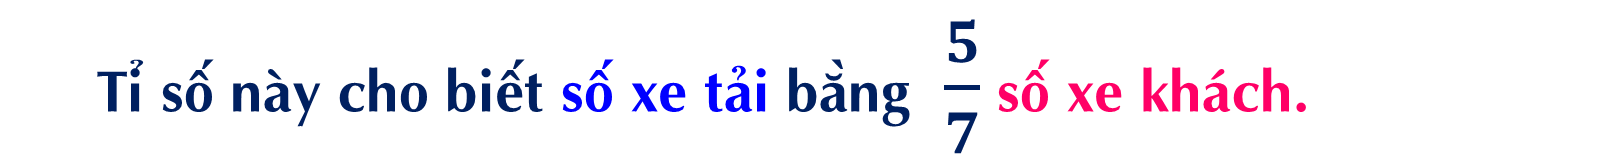 Tỉ số này cho biết số xe tải bằng 5/7 số xe khách.